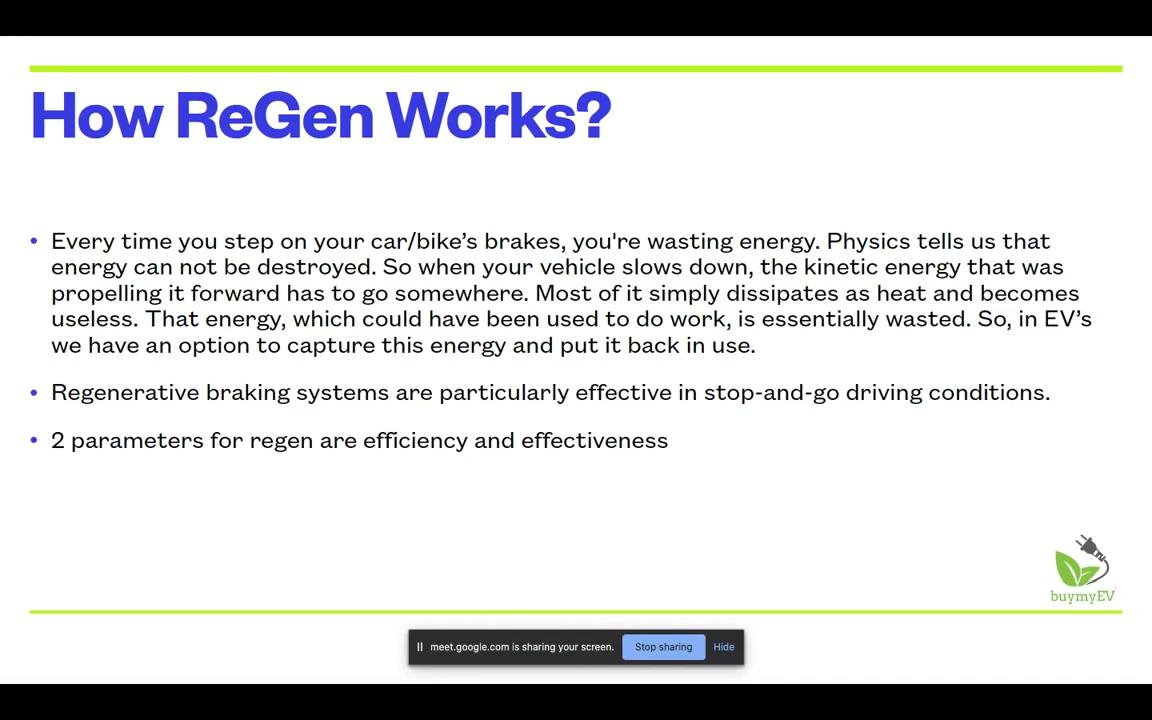 How ReGen Works?
• Every time you step on your car/bike’s brakes, you're wasting energy. Physics tells us that
energy can not be destroyed. So when your vehicle slows down, the kinetic energy that was
propelling it forward has to go somewhere. Most of it simply dissipates as heat and becomes
useless. That energy, which could have been used to do work, is essentially wasted. So, in EV’s
we have an option to capture this energy and put it back in use.
• Regenerative braking systems are particularly effective in stop-and-go driving conditions.
• 2 parameters for regen are efficiency and effectiveness
buymyEV
meet.google.com is sharing your screen. Stop sharing Hide